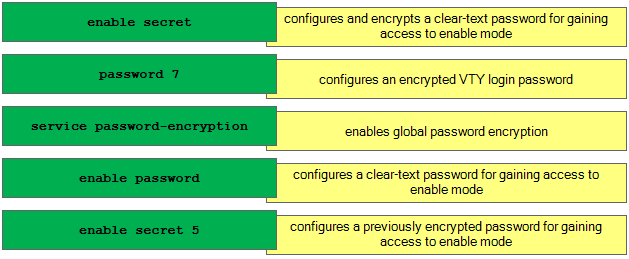 enable secret
configures and encrypts a clear-text password for gaining
access to enable mode
password 7
configures an encrypted VTY login password
service password-encryption
enables global password encryption
enable password
configures a clear-text password for gaining access to
enable mode
enable secret 5
configures a previously encrypted password for gaining
access to enable mode